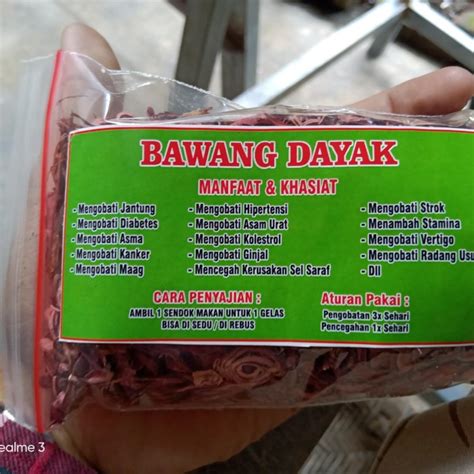 BAWANG DAYAK
MANFAAT & KHASIAT
- Mengobati Jantung
- Mengobati Diabetes
- Mengobati Asma
- Mengobati Kanker
- Mengobati Maag
- Mengobati Hipertensi
- Mengobati Asam Urat
- Mengobati Kolestrol
- Mengobati Ginjal
- Mencegah Kerusakan Sel Saraf
- Mengobati Strok
- Menambah Stamina
- Mengobati Vertigo
- Mengobati Radang Usu
- Dll
CARA PENYAJIAN :
AMBIL 1 SENDOK MAKAN UNTUK 1 GELAS
BISA DI SEDU / DI REBUS
Aturan Pakai :
Pengobatan 3x Sehari
Pencegahan 1x Sehari
ealme 3